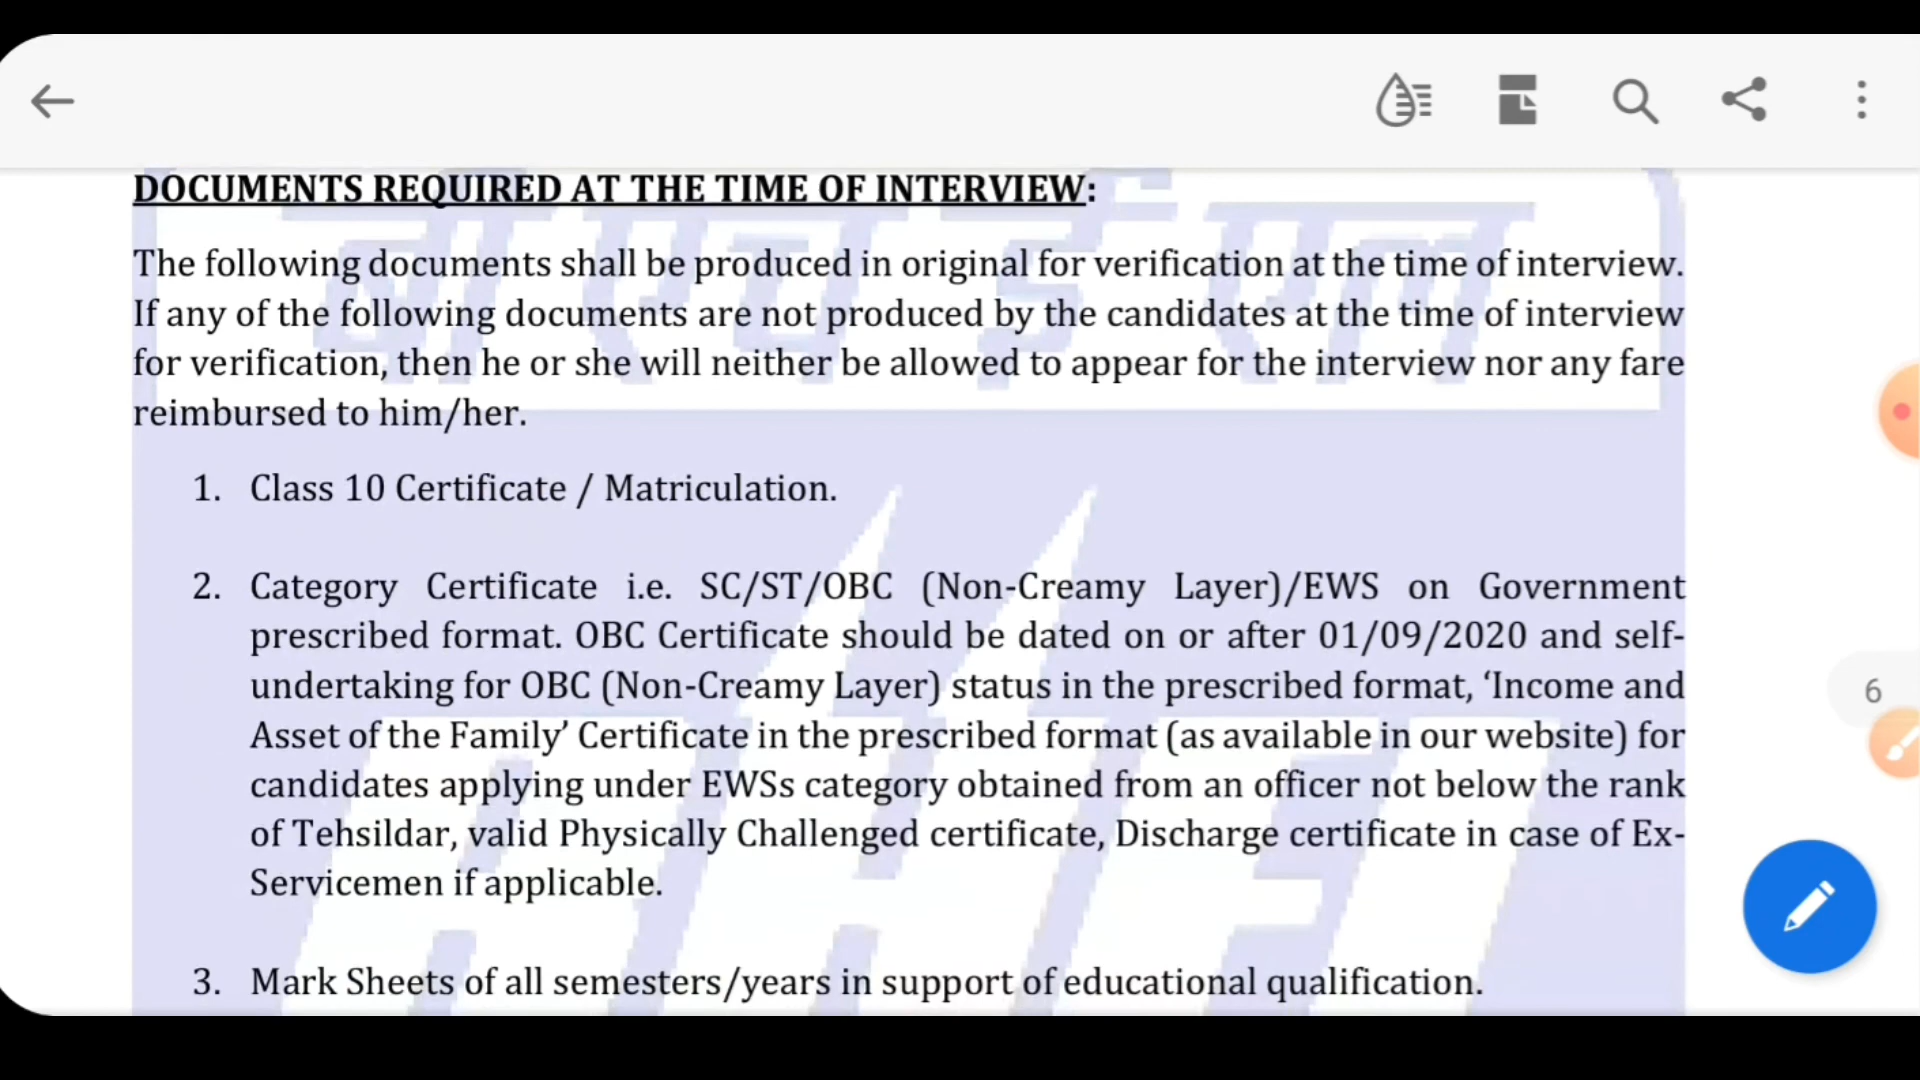 DOCUMENTS REQUIRED AT THE TIME OF INTERVIEW:
बी एच ई एल
The following documents shall be produced in original for verification at the time of interview.
If any of the following documents are not produced by the candidates at the time of interview
for verification, then he or she will neither be allowed to appear for the interview nor any fare
reimbursed to him/her.
1. Class 10 Certificate / Matriculation.
2. Category Certificate i.e. SC/ST/OBC (Non-Creamy Layer)/EWS on Government
prescribed format. OBC Certificate should be dated on or after 01/09/2020 and self-
undertaking for OBC (Non-Creamy Layer) status in the prescribed format, ‘Income and
Asset of the Family’ Certificate in the prescribed format (as available in our website) for
candidates applying under EWSs category obtained from an officer not below the rank
of Tehsildar, valid Physically Challenged certificate, Discharge certificate in case of Ex-
Servicemen if applicable.
6
3. Mark Sheets of all semesters/years in support of educational qualification.
BHEL